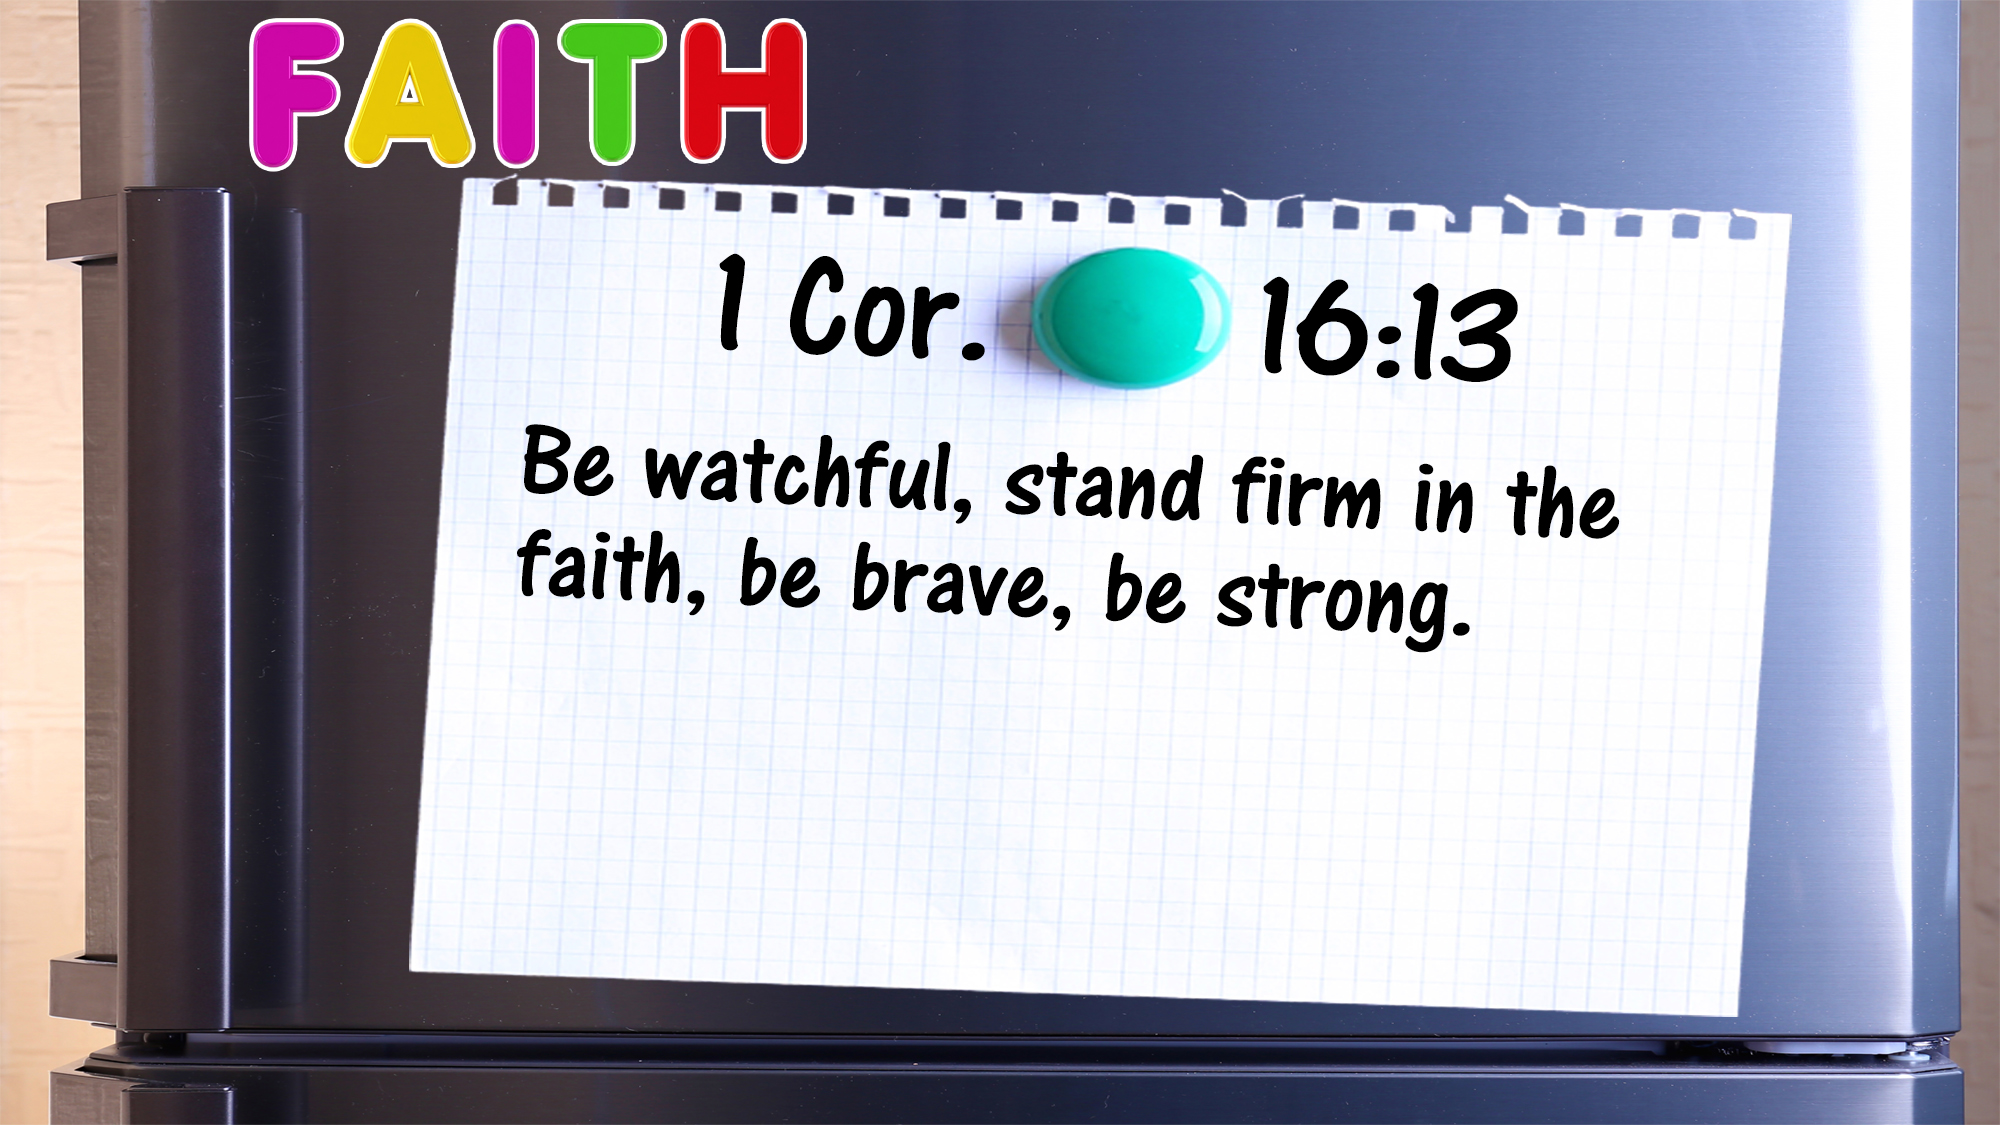 FAITH
1 Cor. 16:13
Be watchful, stand firm in the
faith, be brave, be strong.